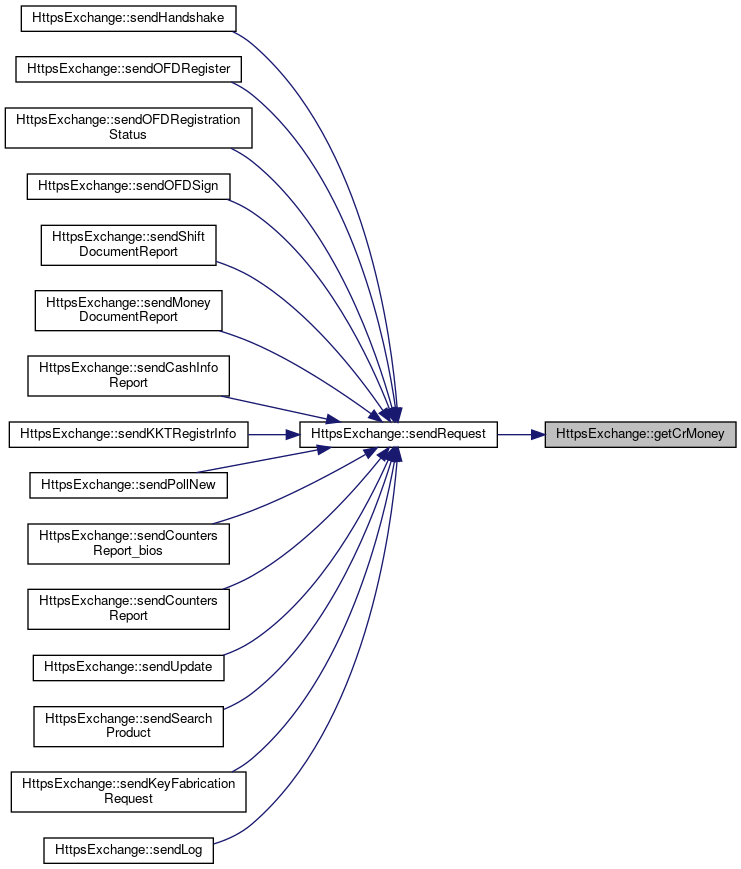 HttpsExchange::sendHandshake
HttpsExchange::sendOFDRegister
HttpsExchange::sendOFDRegistration
Status
HttpsExchange::sendOFDSign
HttpsExchange::sendShift
DocumentReport
HttpsExchange::sendMoney
DocumentReport
HttpsExchange::sendCashInfo
Report
HttpsExchange::sendKKTRegistrInfo
HttpsExchange::sendRequest
HttpsExchange::getCrMoney
HttpsExchange::sendPollNew
HttpsExchange::sendCounters
Report_bios
HttpsExchange::sendCounters
Report
HttpsExchange::sendUpdate
HttpsExchange::sendSearch
Product
HttpsExchange::sendKeyFabrication
Request
HttpsExchange::sendLog